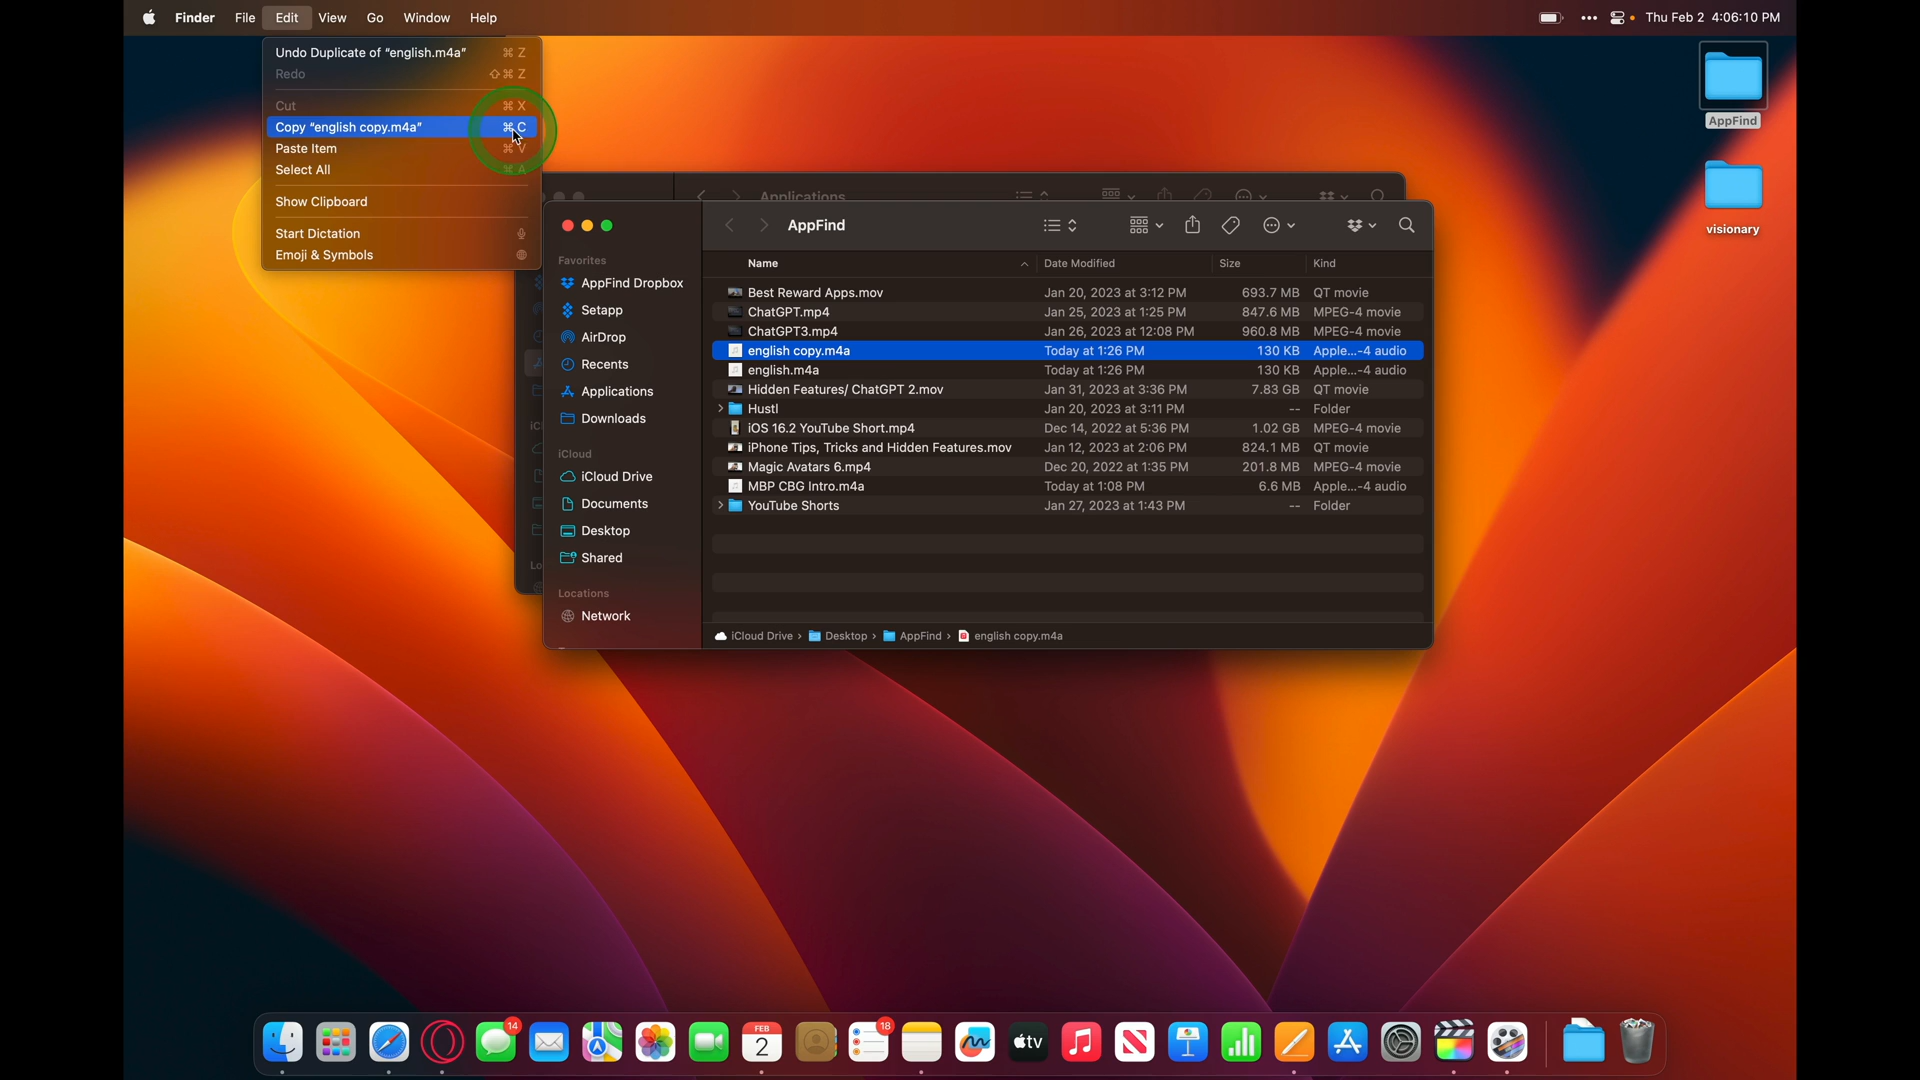 Finder File Edit View Go Window Help Thu Feb 2 4:06:10 PM
Undo Duplicate of “english.m4a” ⌘ Z
Redo ⇧ ⌘ Z
Cut ⌘ X
Copy “english copy.m4a” ⌘ C
Paste Item ⌘ V
Select All ⌘ A
Show Clipboard
Start Dictation
Emoji & Symbols
AppFind
visionary
Applications
AppFind
Favorites
AppFind Dropbox
Setapp
AirDrop
Recents
Applications
Downloads
iCloud
iCloud Drive
Documents
Desktop
Shared
Locations
Network
Name Date Modified Size Kind
Best Reward Apps.mov Jan 20, 2023 at 3:12 PM 693.7 MB QT movie
ChatGPT.mp4 Jan 25, 2023 at 1:25 PM 847.6 MB MPEG-4 movie
ChatGPT3.mp4 Jan 26, 2023 at 12:08 PM 960.8 MB MPEG-4 movie
english copy.m4a Today at 1:26 PM 130 KB Apple...-4 audio
english.m4a Today at 1:26 PM 130 KB Apple...-4 audio
Hidden Features/ ChatGPT 2.mov Jan 31, 2023 at 3:36 PM 7.83 GB QT movie
Hustl Jan 20, 2023 at 3:11 PM -- Folder
iOS 16.2 YouTube Short.mp4 Dec 14, 2022 at 5:36 PM 1.02 GB MPEG-4 movie
iPhone Tips, Tricks and Hidden Features.mov Jan 12, 2023 at 2:06 PM 824.1 MB QT movie
Magic Avatars 6.mp4 Dec 20, 2022 at 1:35 PM 201.8 MB MPEG-4 movie
MBP CBG Intro.m4a Today at 1:08 PM 6.6 MB Apple...-4 audio
YouTube Shorts Jan 27, 2023 at 1:43 PM -- Folder
iCloud Drive › Desktop › AppFind › english copy.m4a
14
FEB
2
18
tv